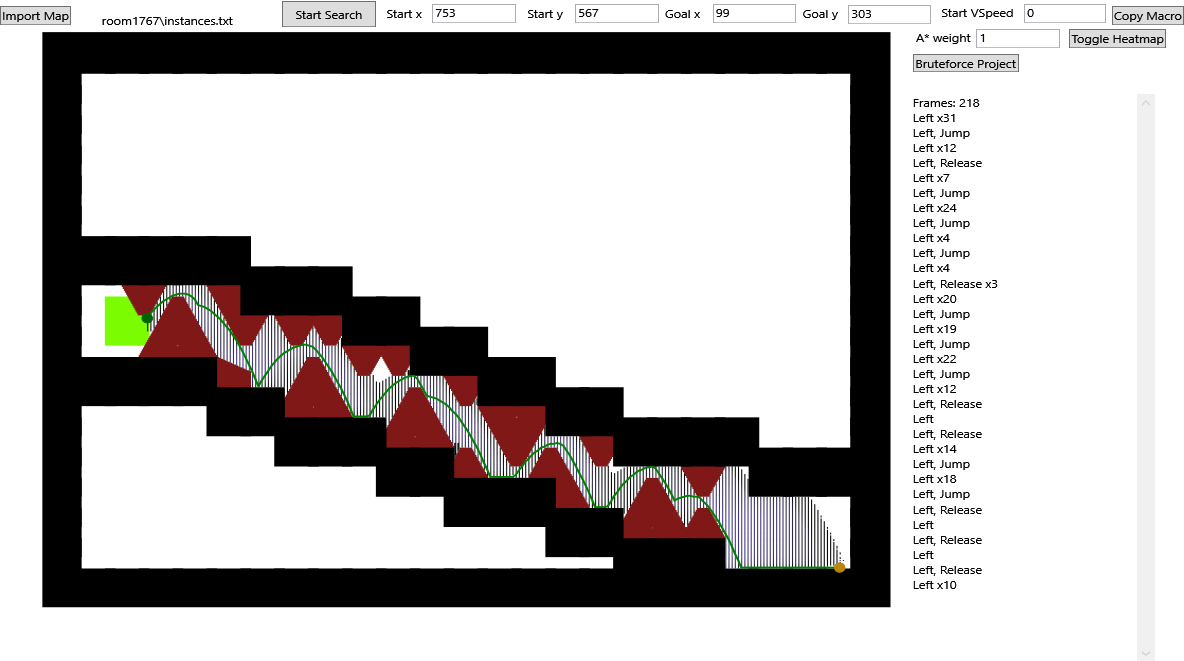 Import Map room1767\instances.txt Start Search Start x 753 Start y 567 Goal x 99 Goal y 303 Start VSpeed 0 Copy Macro
A* weight 1 Toggle Heatmap
Bruteforce Project
Frames: 218
Left x31
Left, Jump
Left x12
Left, Release
Left x7
Left, Jump
Left x24
Left, Jump
Left x4
Left, Jump
Left x4
Left, Release x3
Left x20
Left, Jump
Left x19
Left, Jump
Left x22
Left, Jump
Left x12
Left, Release
Left
Left, Release
Left x14
Left, Jump
Left x18
Left, Jump
Left, Release
Left
Left, Release
Left
Left, Release
Left x10